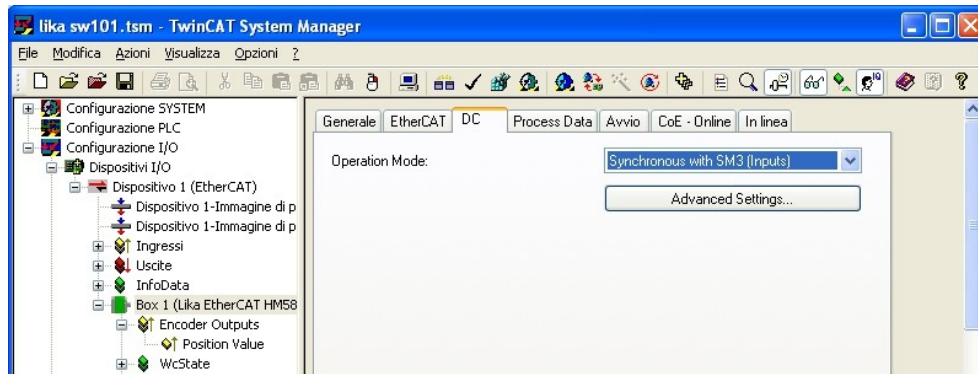 lika sw101.tsm - TwinCAT System Manager
File Modifica Azioni Visualizza Opzioni ?
Configurazione SYSTEM
Configurazione PLC
Configurazione I/O
Dispositivi I/O
Dispositivo 1 (EtherCAT)
Dispositivo 1-Immagine di p
Dispositivo 1-Immagine di p
Ingressi
Uscite
InfoData
Box 1 (Lika EtherCAT HM58
Encoder Outputs
Position Value
WcState
Generale EtherCAT DC Process Data Avvio CoE - Online In linea
Operation Mode: Synchronous with SM3 (Inputs)
Advanced Settings...